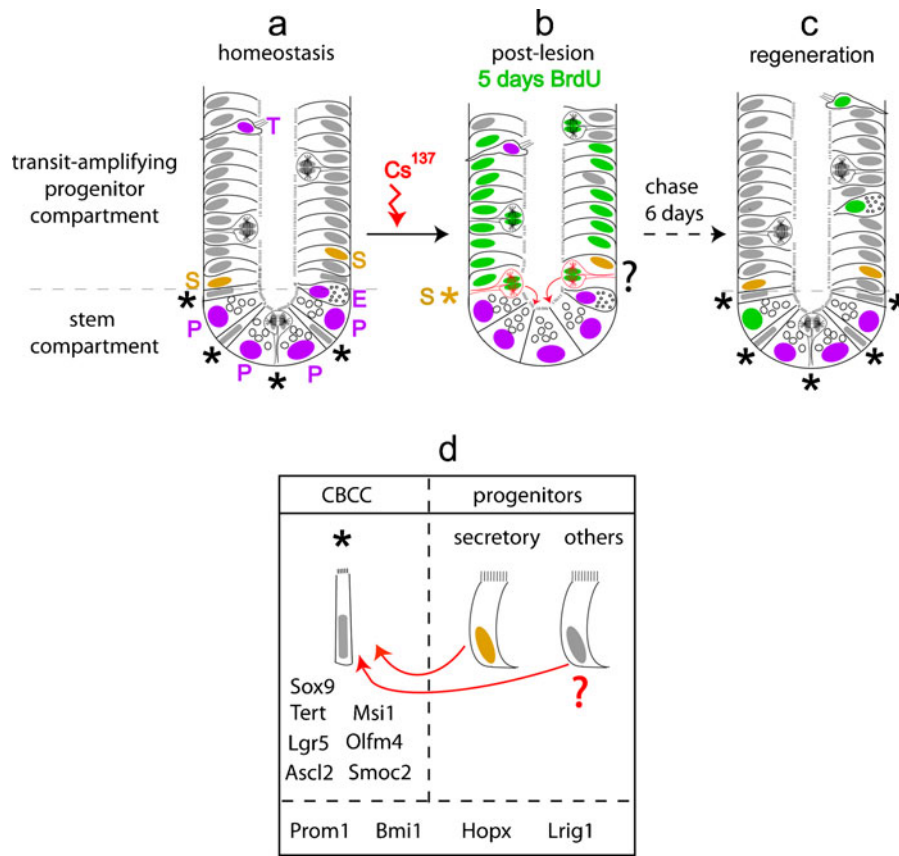 a
homeostasis
b
post-lesion
5 days BrdU
c
regeneration
transit-amplifying
progenitor
compartment
T
Cs137
chase
6 days
S
S
*
E
P
P
stem
compartment
*
P
*
P
*
S *
?
*
*
*
*
*
d
CBCC
progenitors
*
secretory others
?
Sox9
Tert Msi1
Lgr5 Olfm4
Ascl2 Smoc2
Prom1 Bmi1 Hopx Lrig1